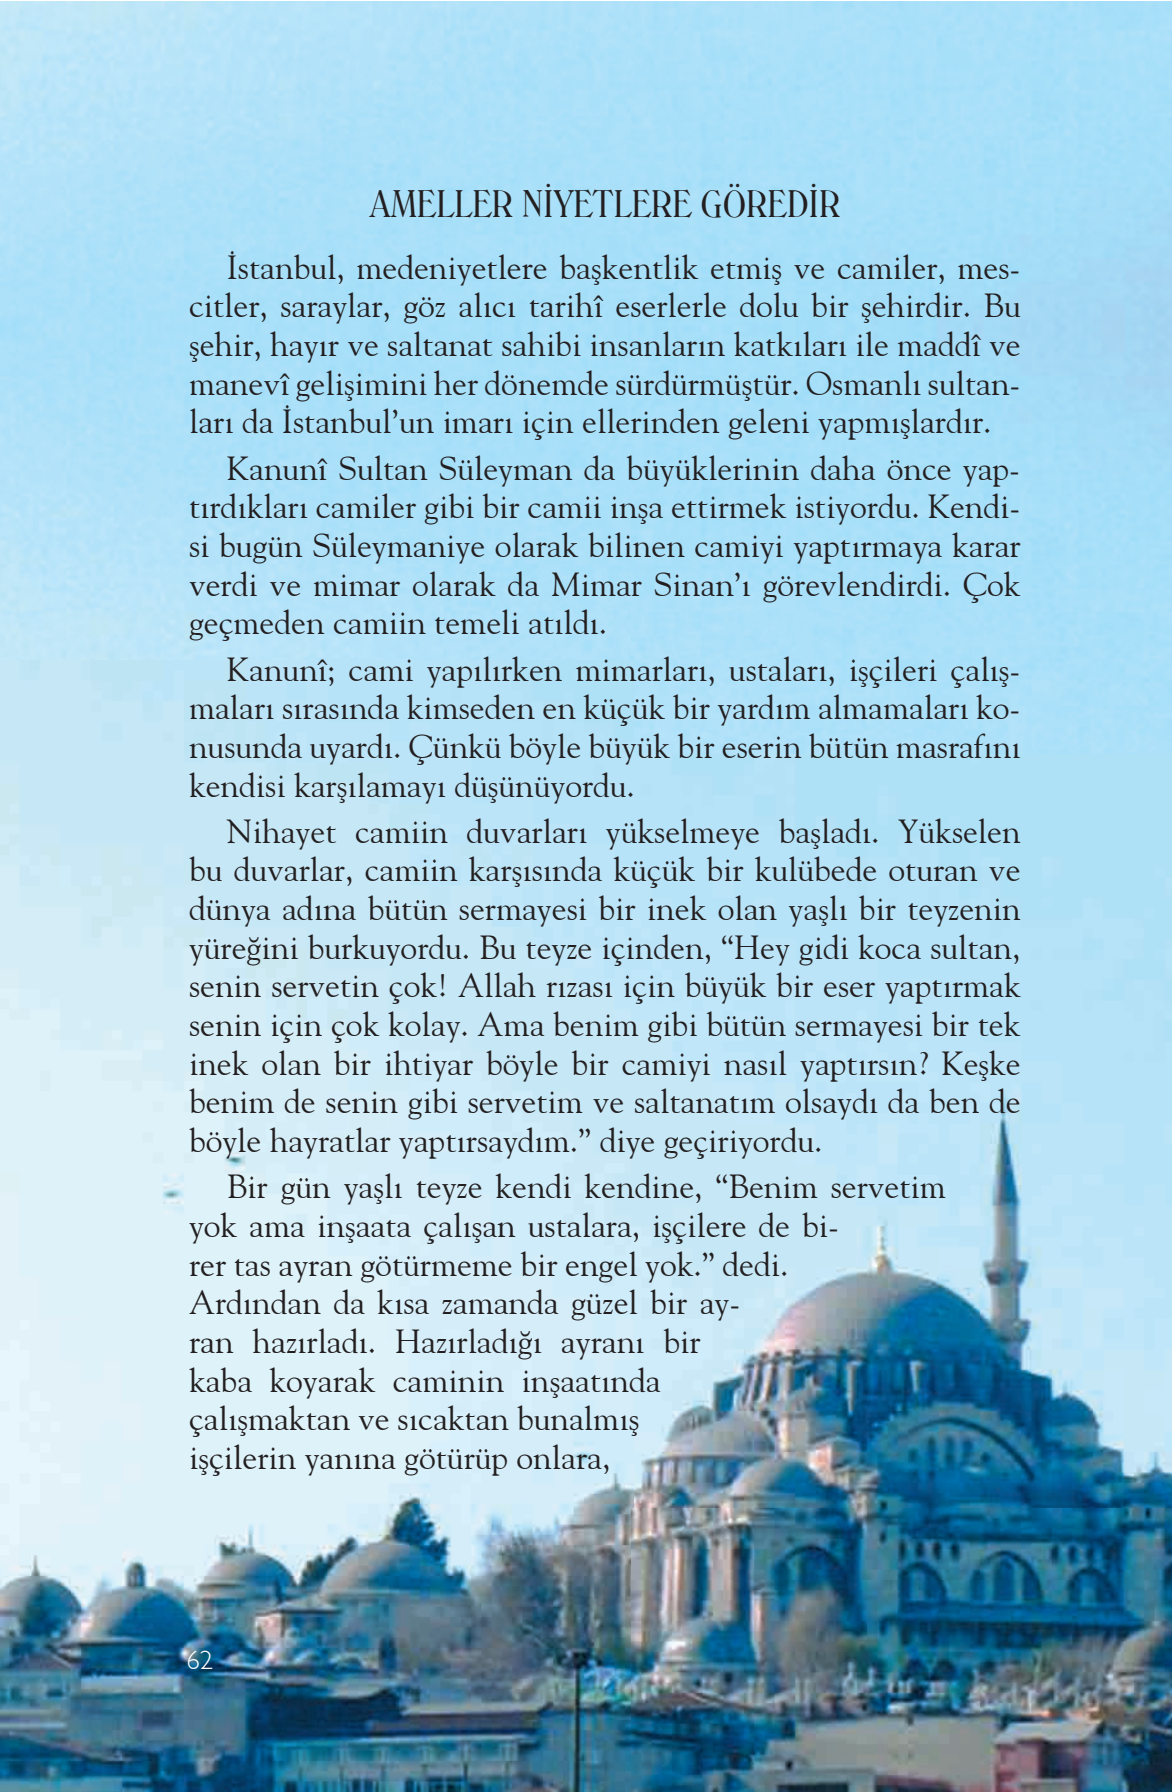 AMELLER NİYETLERE GÖREDİR
İstanbul, medeniyetlere başkentlik etmiş ve camiler, mes-
citler, saraylar, göz alıcı tarihî eserlerle dolu bir şehirdir. Bu
şehir, hayır ve saltanat sahibi insanların katkıları ile maddî ve
manevî gelişimini her dönemde sürdürmüştür. Osmanlı sultan-
ları da İstanbul’un imarı için ellerinden geleni yapmışlardır.
Kanunî Sultan Süleyman da büyüklerinin daha önce yap-
tırdıkları camiler gibi bir camii inşa ettirmek istiyordu. Kendi-
si bugün Süleymaniye olarak bilinen camiyi yaptırmaya karar
verdi ve mimar olarak da Mimar Sinan’ı görevlendirdi. Çok
geçmeden camiin temeli atıldı.
Kanunî; cami yapılırken mimarları, ustaları, işçileri çalış-
maları sırasında kimseden en küçük bir yardım almamaları ko-
nusunda uyardı. Çünkü böyle büyük bir eserin bütün masrafını
kendisi karşılamayı düşünüyordu.
Nihayet camiin duvarları yükselmeye başladı. Yükselen
bu duvarlar, camiin karşısında küçük bir kulübede oturan ve
dünya adına bütün sermayesi bir inek olan yaşlı bir teyzenin
yüreğini burkuyordu. Bu teyze içinden, “Hey gidi koca sultan,
senin servetin çok! Allah rızası için büyük bir eser yaptırmak
senin için çok kolay. Ama benim gibi bütün sermayesi bir tek
inek olan bir ihtiyar böyle bir camiyi nasıl yaptırsın? Keşke
benim de senin gibi servetim ve saltanatım olsaydı da ben de
böyle hayratlar yaptırsaydım.” diye geçiriyordu.
Bir gün yaşlı teyze kendi kendine, “Benim servetim
yok ama inşaata çalışan ustalara, işçilere de bi-
rer tas ayran götürmeme bir engel yok.” dedi.
Ardından da kısa zamanda güzel bir ay-
ran hazırladı. Hazırladığı ayranı bir
kaba koyarak caminin inşaatında
çalışmaktan ve sıcaktan bunalmış
işçilerin yanına götürüp onlara,
62